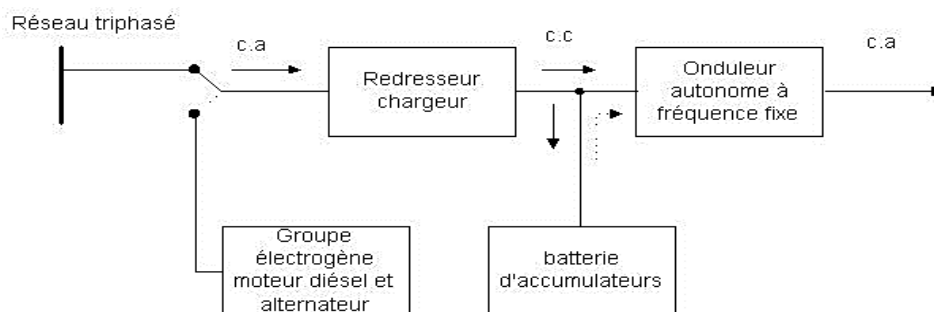 Réseau triphasé
c.a
c.c
c.a
Redresseur
chargeur
Onduleur
autonome à
fréquence fixe
Groupe
électrogène
moteur diésel et
alternateur
batterie
d'accumulateurs